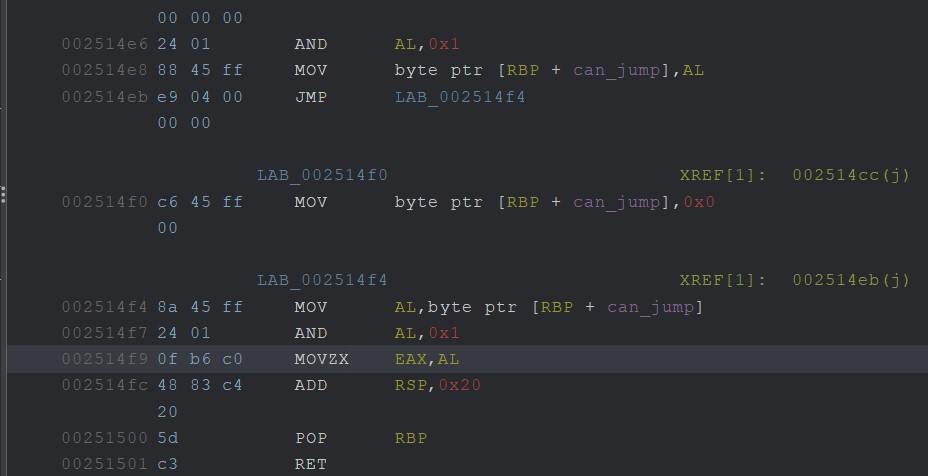 00 00 00
002514e6 24 01 AND AL,0x1
002514e8 88 45 ff MOV byte ptr [RBP + can_jump],AL
002514eb e9 04 00 JMP LAB_002514f4
00 00
LAB_002514f0 XREF[1]: 002514cc(j)
002514f0 c6 45 ff MOV byte ptr [RBP + can_jump],0x0
00
LAB_002514f4 XREF[1]: 002514eb(j)
002514f4 8a 45 ff MOV AL,byte ptr [RBP + can_jump]
002514f7 24 01 AND AL,0x1
002514f9 0f b6 c0 MOVZX EAX,AL
002514fc 48 83 c4 ADD RSP,0x20
20
00251500 5d POP RBP
00251501 c3 RET